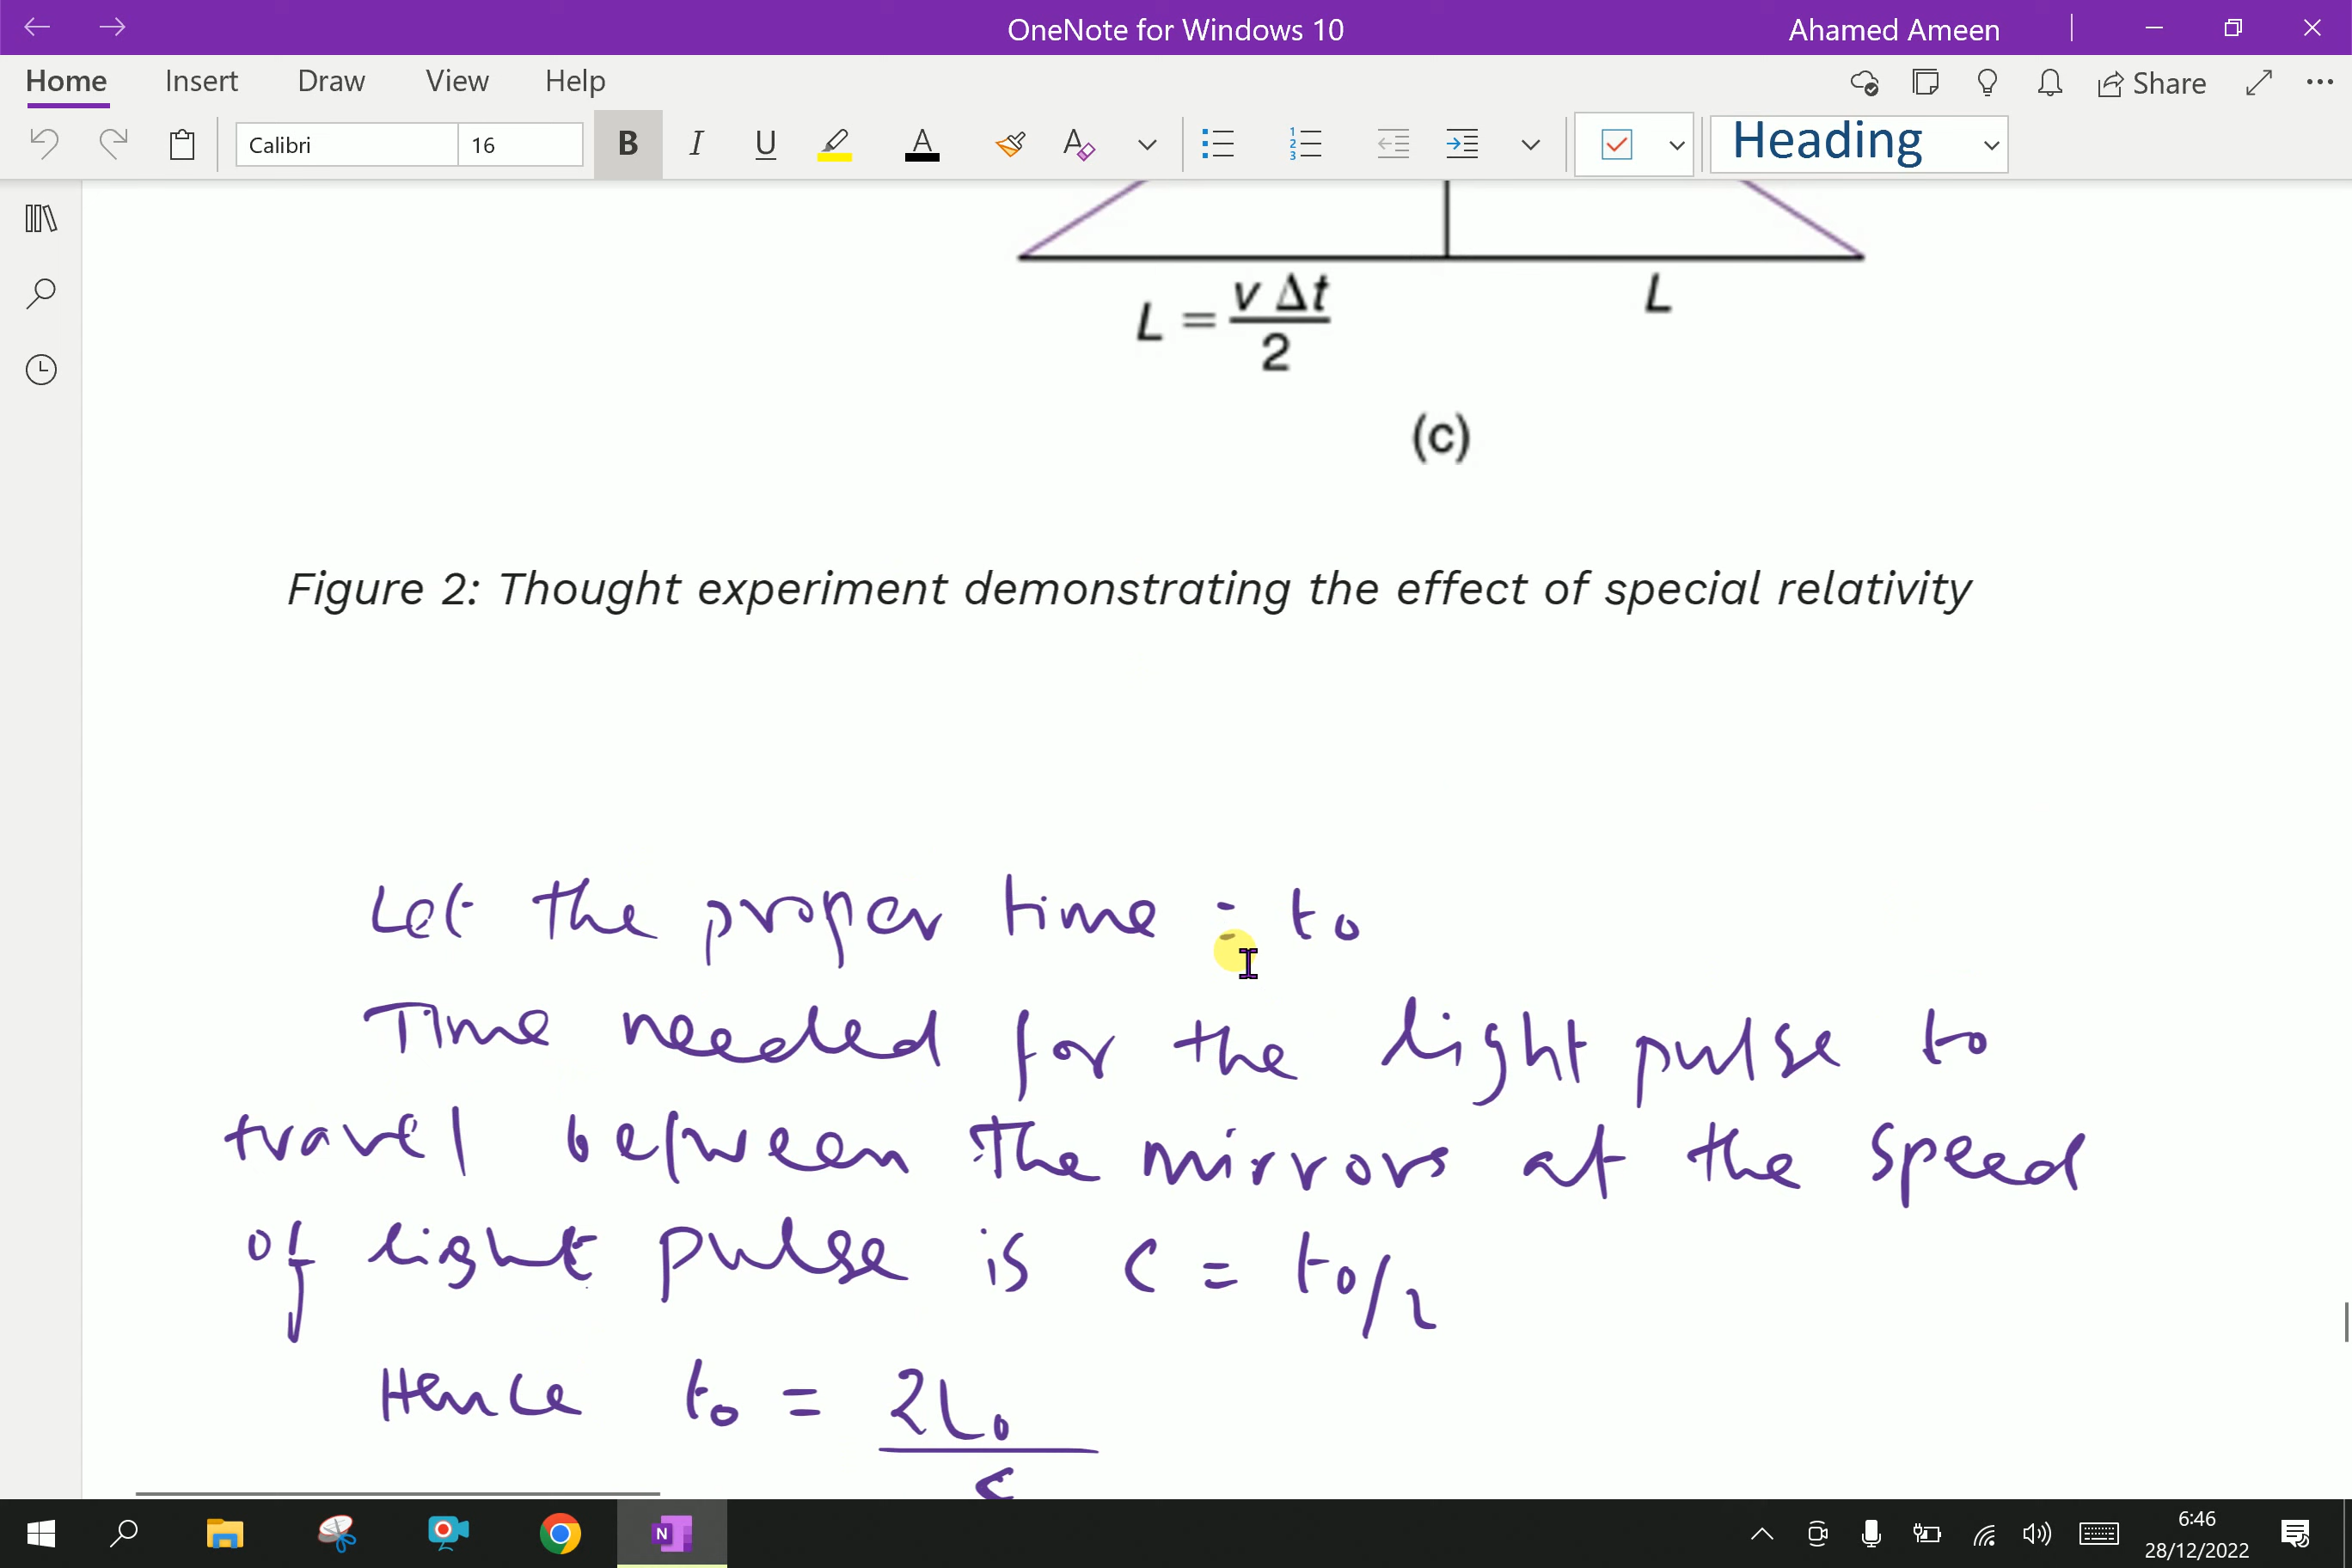 OneNote for Windows 10
Ahamed Ameen
Home Insert Draw View Help
Share
Calibri 16 B I U A A
Heading
L = v Δt / 2
L
(c)
Figure 2: Thought experiment demonstrating the effect of special relativity
Let the proper time = to
Time needed for the light pulse to
travel between the mirrors at the speed
of light pulse is c = to/2
Hence to = 2Lo
6:46
28/12/2022